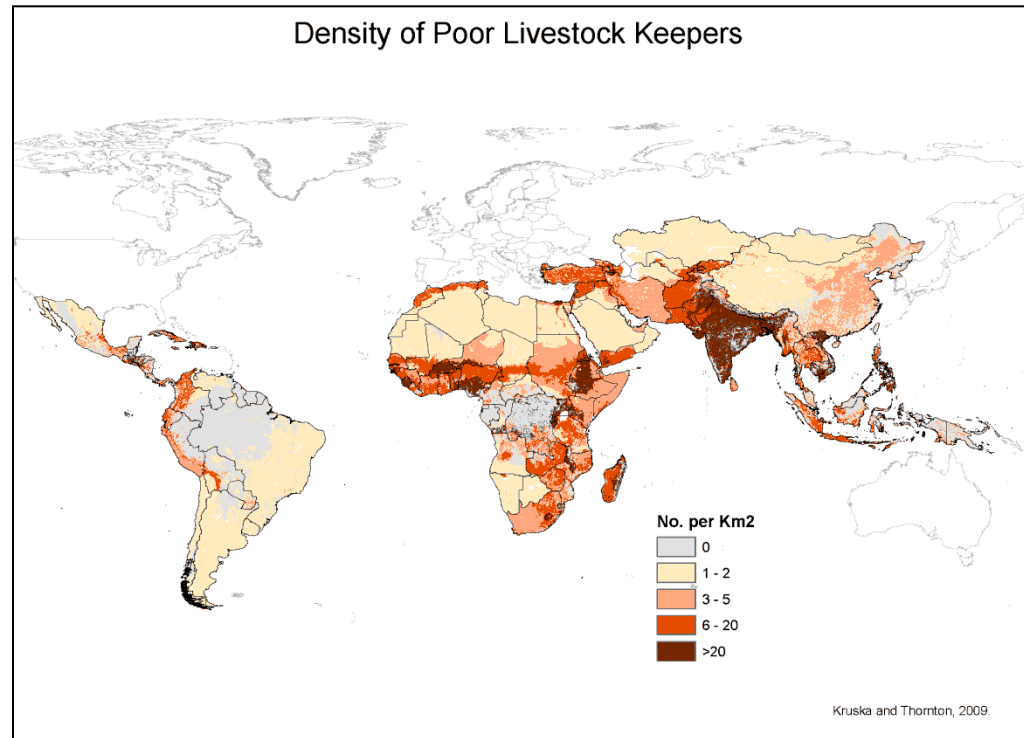 Density of Poor Livestock Keepers
No. per Km2
0
1 - 2
3 - 5
6 - 20
>20
Kruska and Thornton, 2009.